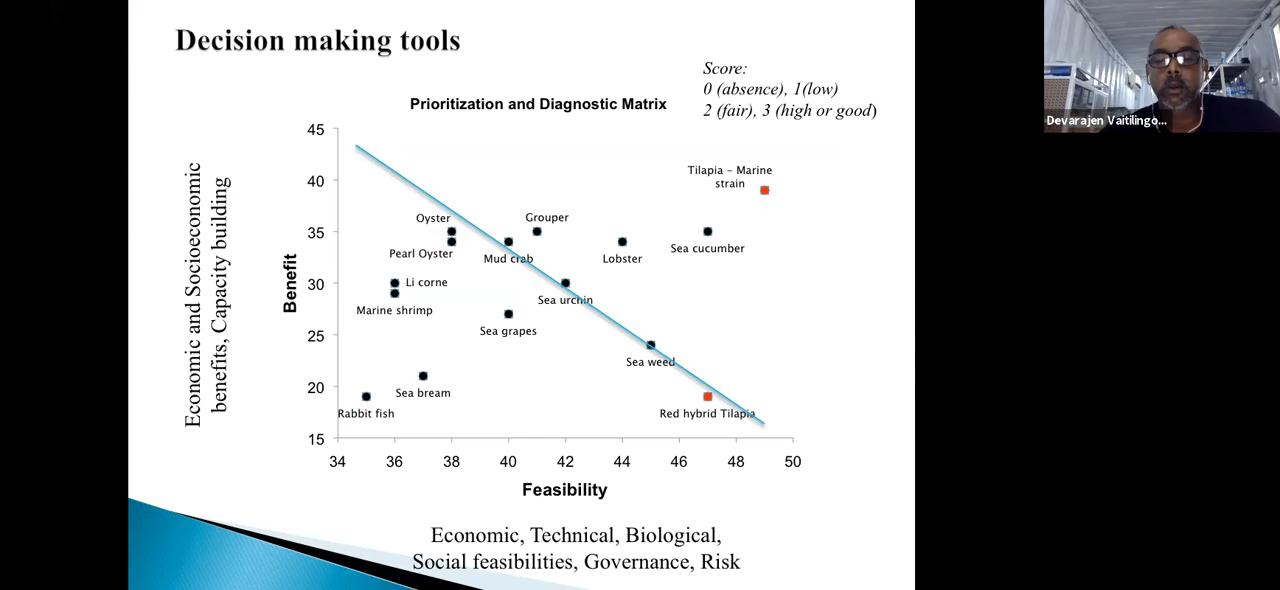 Decision making tools
Score:
0 (absence), 1(low)
2 (fair), 3 (high or good)
Prioritization and Diagnostic Matrix
Economic and Socioeconomic
benefits, Capacity building
Benefit
45
40
35
30
25
20
15
Tilapia – Marine
strain
Oyster
Grouper
Pearl Oyster
Mud crab
Lobster
Sea cucumber
Li corne
Marine shrimp
Sea urchin
Sea grapes
Sea weed
Sea bream
Rabbit fish
Red hybrid Tilapia
34 36 38 40 42 44 46 48 50
Feasibility
Economic, Technical, Biological,
Social feasibilities, Governance, Risk
Devarajen Vaitilingo...